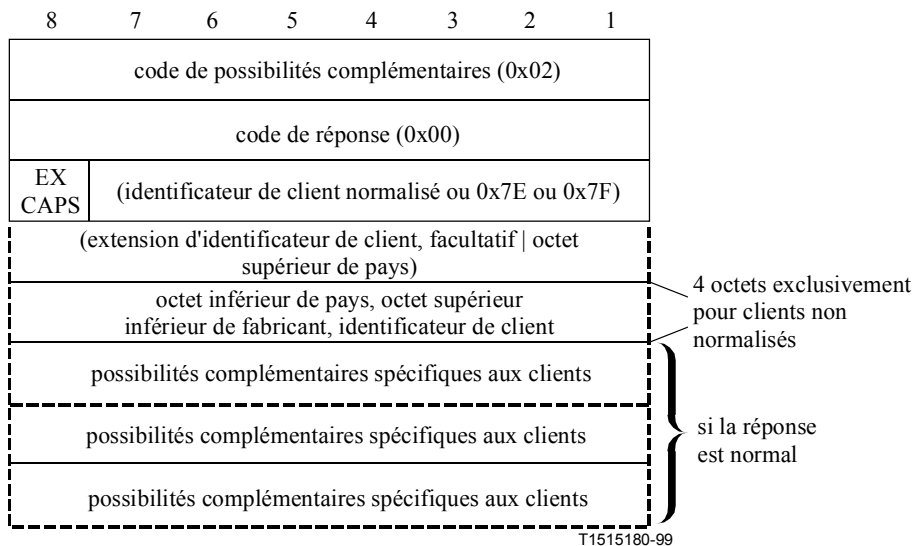 8 7 6 5 4 3 2 1
code de possibilités complémentaires (0x02)
code de réponse (0x00)
EX
CAPS
(identificateur de client normalisé ou 0x7E ou 0x7F)
(extension d'identificateur de client, facultatif | octet
supérieur de pays)
octet inférieur de pays, octet supérieur
inférieur de fabricant, identificateur de client
4 octets exclusivement
pour clients non
normalisés
possibilités complémentaires spécifiques aux clients
possibilités complémentaires spécifiques aux clients
possibilités complémentaires spécifiques aux clients
si la réponse
est normal
T1515180-99